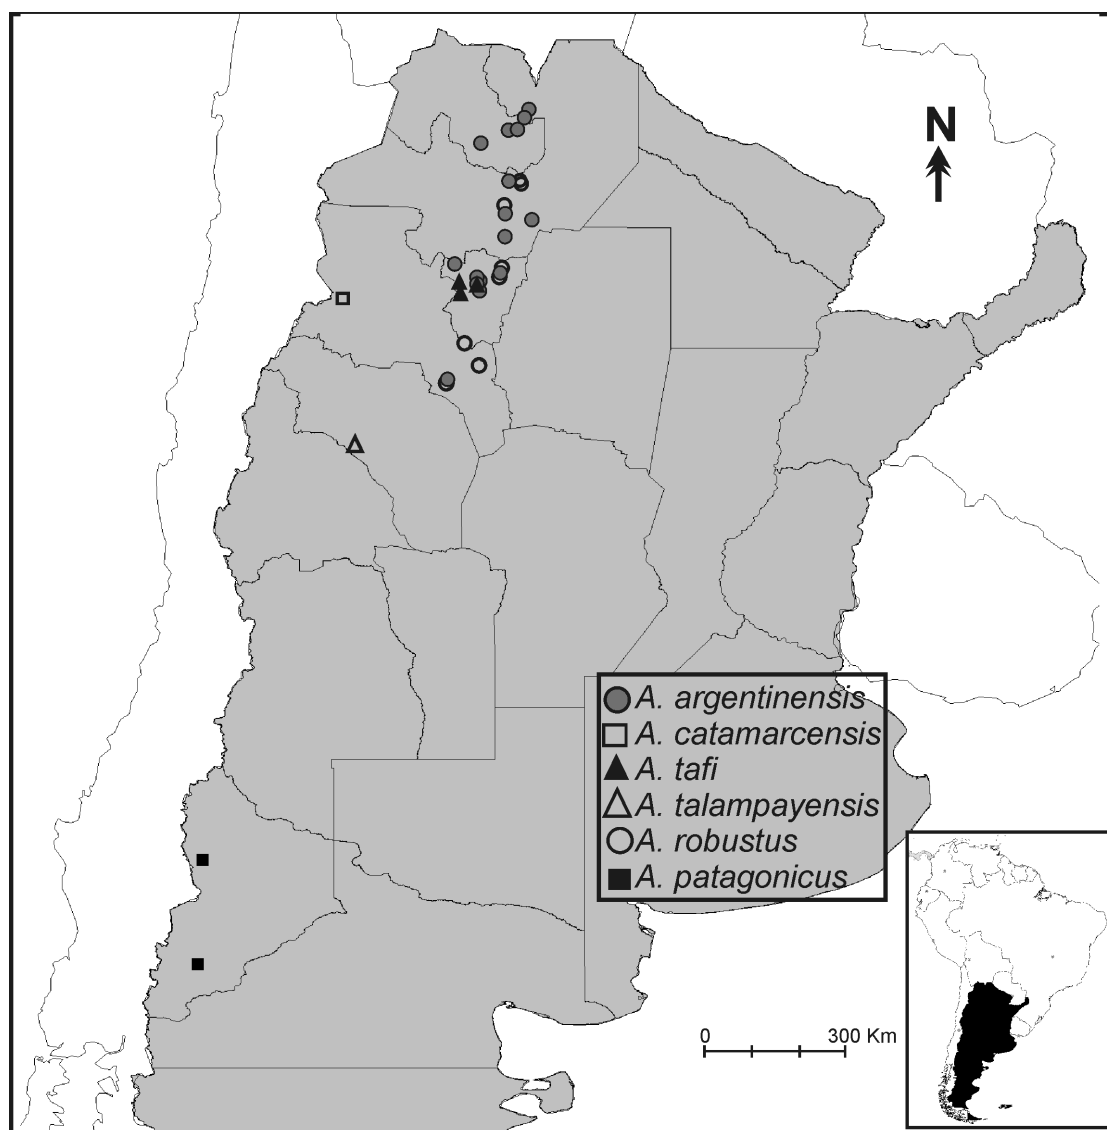 N
A. argentinensis
A. catamarcensis
A. tafi
A. talampayensis
A. robustus
A. patagonicus
0 300 Km